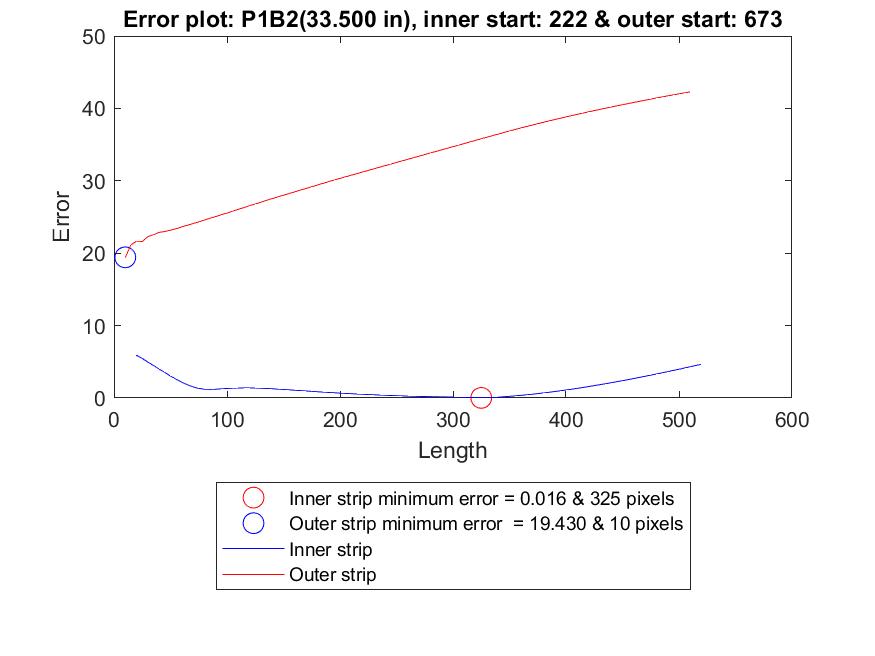 Error plot: P1B2(33.500 in), inner start: 222 & outer start: 673
50
40
30
20
10
0
Error
0 100 200 300 400 500 600
Length
Inner strip minimum error = 0.016 & 325 pixels
Outer strip minimum error  = 19.430 & 10 pixels
Inner strip
Outer strip